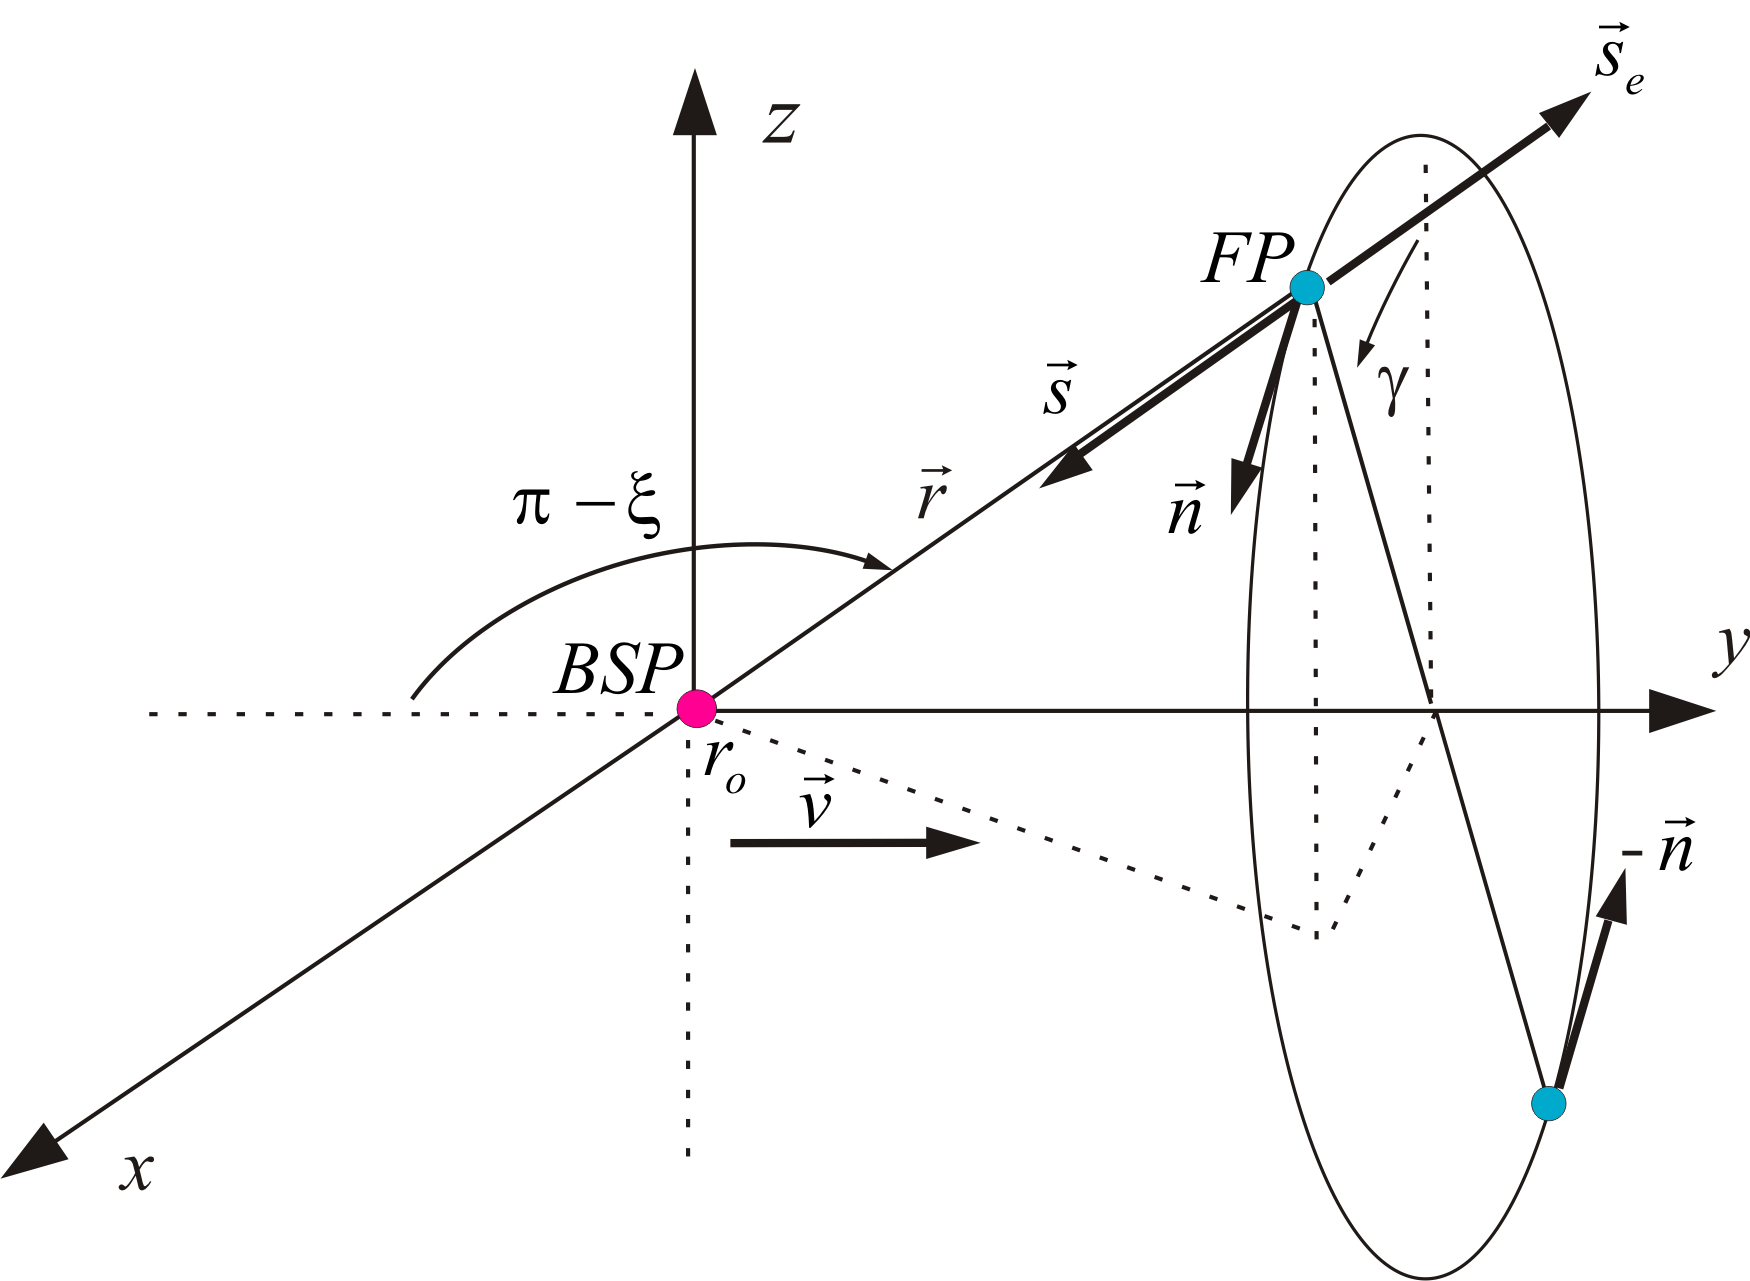 s⃗ₑ
z
FP
s⃗
γ
r⃗
n⃗
π − ξ
BSP
y
rₒ
v⃗
- n⃗
x